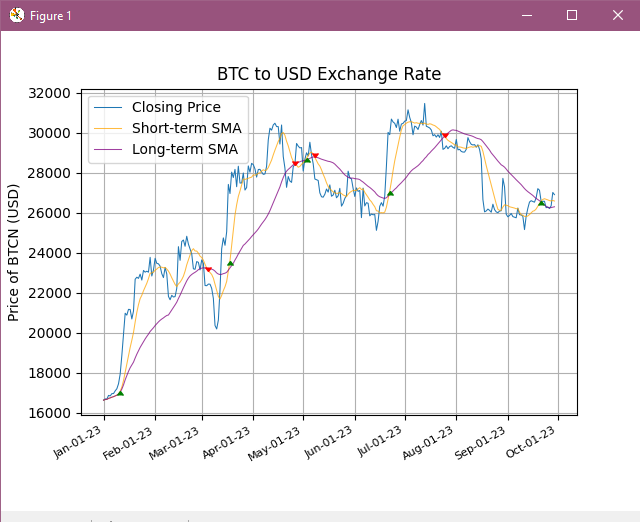 Figure 1
BTC to USD Exchange Rate
Closing Price
Short-term SMA
Long-term SMA
Price of BTCN (USD)
32000
30000
28000
26000
24000
22000
20000
18000
16000
Jan-01-23
Feb-01-23
Mar-01-23
Apr-01-23
May-01-23
Jun-01-23
Jul-01-23
Aug-01-23
Sep-01-23
Oct-01-23